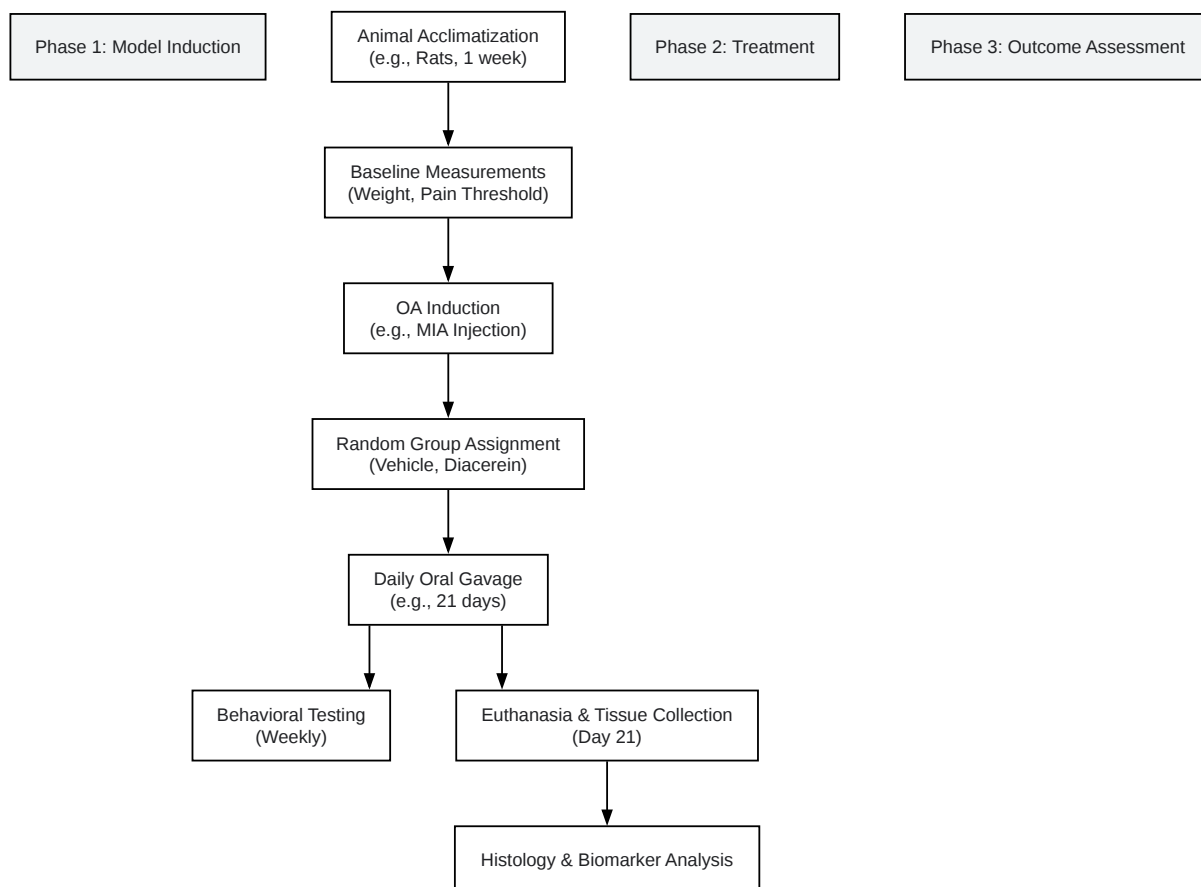 Phase 1: Model Induction
Animal Acclimatization
(e.g., Rats, 1 week)
Phase 2: Treatment
Phase 3: Outcome Assessment
Baseline Measurements
(Weight, Pain Threshold)
OA Induction
(e.g., MIA Injection)
Random Group Assignment
(Vehicle, Diacerein)
Daily Oral Gavage
(e.g., 21 days)
Behavioral Testing
(Weekly)
Euthanasia & Tissue Collection
(Day 21)
Histology & Biomarker Analysis